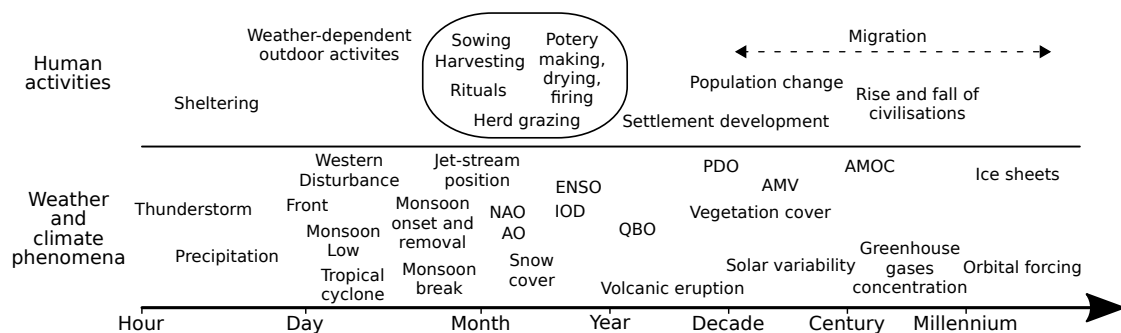 Human
activities
Sheltering
Weather-dependent
outdoor activites
Sowing
Harvesting
Rituals
Potery
making,
drying,
firing
Herd grazing
Migration
Population change
Rise and fall of
civilisations
Settlement development
Weather
and
climate
phenomena
Thunderstorm
Precipitation
Western
Disturbance
Front
Monsoon
Low
Tropical
cyclone
Jet-stream
position
Monsoon
onset and
removal
Monsoon
break
NAO
AO
Snow
cover
ENSO
IOD
QBO
Volcanic eruption
PDO
AMV
Vegetation cover
Solar variability
AMOC
Greenhouse
gases
concentration
Ice sheets
Orbital forcing
Hour
Day
Month
Year
Decade
Century
Millennium